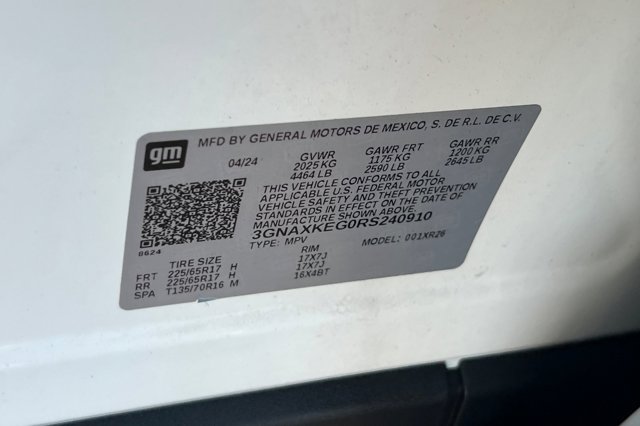 gm
MFD BY GENERAL MOTORS DE MEXICO, S. DE R.L. DE C.V.
04/24 GVWR GAWR FRT GAWR RR
2025 KG 1175 KG 1200 KG
4464 LB 2590 LB 2645 LB
THIS VEHICLE CONFORMS TO ALL
APPLICABLE U.S. FEDERAL MOTOR
VEHICLE SAFETY AND THEFT PREVENTION
STANDARDS IN EFFECT ON THE DATE OF
MANUFACTURE SHOWN ABOVE.
3GNAXKEG0RS240910
TYPE: MPV MODEL: 001XR26
8624
TIRE SIZE RIM
FRT 225/65R17 H 17X7J
RR 225/65R17 H 17X7J
SPA T135/70R16 M 16X4BT